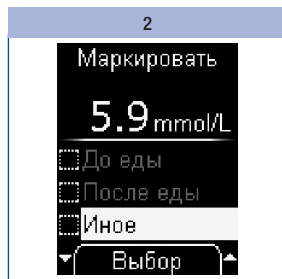 2
Маркировать
5.9 mmol/L
До еды
После еды
Иное
Выбор